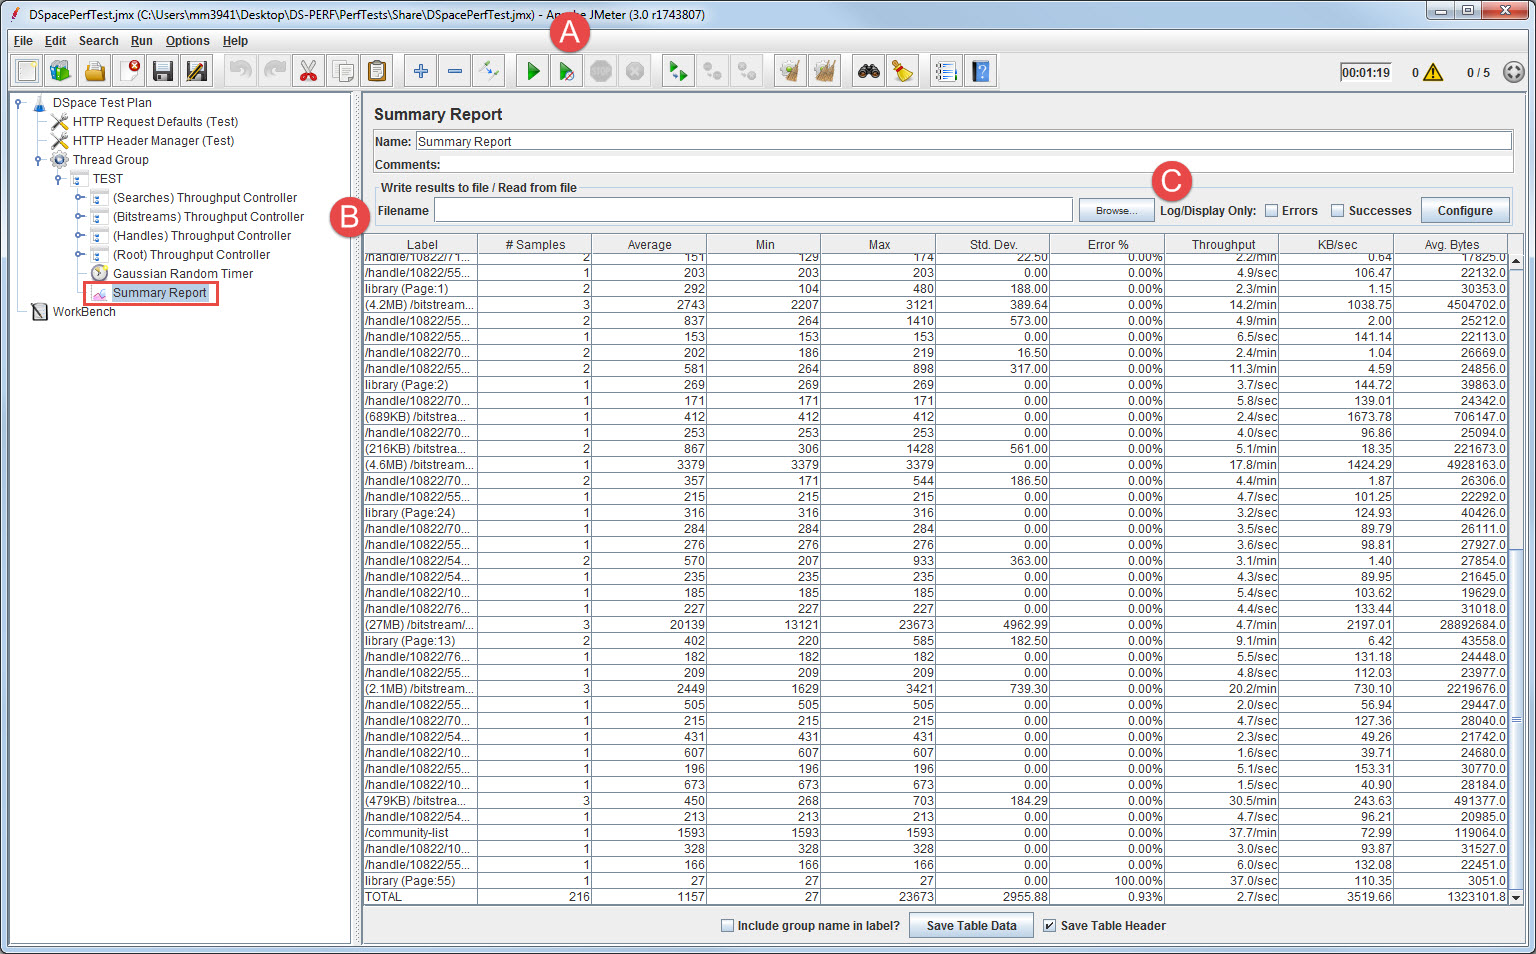 DSpacePerfTest.jmx (C:\Users\mm3941\Desktop\DS-PERF\PerfTests\Share\DSpacePerfTest.jmx) - Apache JMeter (3.0 r1743807)
A
File Edit Search Run Options Help
00:01:19 0 0 / 5
DSpace Test Plan
HTTP Request Defaults (Test)
HTTP Header Manager (Test)
Thread Group
TEST
(Searches) Throughput Controller
(Bitstreams) Throughput Controller
(Handles) Throughput Controller
(Root) Throughput Controller
Gaussian Random Timer
Summary Report
WorkBench
Summary Report
Name: Summary Report
Comments:
Write results to file / Read from file
C
B
Filename Browse... Log/Display Only: Errors Successes Configure
Label # Samples Average Min Max Std. Dev. Error % Throughput KB/sec Avg. Bytes
/handle/10822/71... 2 151 129 174 22.50 0.00% 2.2/min 0.64 17825.0
/handle/10822/55... 1 203 203 203 0.00 0.00% 4.9/sec 106.47 22132.0
library (Page:1) 2 292 104 480 188.00 0.00% 2.3/min 1.15 30353.0
(4.2MB) /bitstream... 3 2743 2207 3121 389.64 0.00% 14.2/min 1038.75 4504702.0
/handle/10822/55... 2 837 264 1410 573.00 0.00% 4.9/sec 2.00 25212.0
/handle/10822/55... 1 153 153 153 0.00 0.00% 6.5/sec 141.14 22113.0
/handle/10822/70... 2 202 186 219 16.50 0.00% 2.4/min 1.04 26669.0
/handle/10822/55... 2 581 264 898 317.00 0.00% 11.3/min 4.59 24856.0
library (Page:2) 1 269 269 269 0.00 0.00% 3.7/sec 144.72 39863.0
/handle/10822/70... 1 171 171 171 0.00 0.00% 5.8/sec 139.01 24342.0
(689KB) /bitstrea... 1 412 412 412 0.00 0.00% 2.4/sec 1673.78 706147.0
/handle/10822/70... 1 253 253 253 0.00 0.00% 4.0/sec 96.86 25094.0
(216KB) /bitstrea... 2 867 306 1428 561.00 0.00% 5.1/min 18.35 221673.0
(4.6MB) /bitstream... 1 3379 3379 3379 0.00 0.00% 17.8/min 1424.29 4928163.0
/handle/10822/70... 2 357 171 544 186.50 0.00% 4.4/min 1.87 26306.0
/handle/10822/55... 1 215 215 215 0.00 0.00% 4.7/sec 101.25 22292.0
library (Page:24) 1 316 316 316 0.00 0.00% 3.2/sec 124.93 40426.0
/handle/10822/70... 1 284 284 284 0.00 0.00% 3.5/sec 89.79 26111.0
/handle/10822/55... 1 276 276 276 0.00 0.00% 3.6/sec 98.81 27927.0
/handle/10822/54... 2 570 207 933 363.00 0.00% 3.1/min 1.40 27854.0
/handle/10822/54... 1 235 235 235 0.00 0.00% 4.3/sec 89.95 21645.0
/handle/10822/10... 1 185 185 185 0.00 0.00% 5.4/sec 103.62 19629.0
/handle/10822/76... 1 227 227 227 0.00 0.00% 4.4/sec 133.44 31018.0
(27MB) /bitstream/... 3 20139 13121 23673 4962.99 0.00% 4.7/min 2197.01 28892684.0
library (Page:13) 2 402 220 585 182.50 0.00% 9.1/min 6.42 43558.0
/handle/10822/76... 1 182 182 182 0.00 0.00% 5.5/sec 131.18 24448.0
/handle/10822/55... 1 209 209 209 0.00 0.00% 4.8/sec 112.03 23977.0
(2.1MB) /bitstream... 3 2449 1629 3421 739.30 0.00% 20.2/min 730.10 2219676.0
/handle/10822/55... 1 505 505 505 0.00 0.00% 2.0/sec 56.94 29447.0
/handle/10822/70... 1 215 215 215 0.00 0.00% 4.7/sec 127.36 28040.0
/handle/10822/54... 1 431 431 431 0.00 0.00% 2.3/sec 49.26 21742.0
/handle/10822/10... 1 607 607 607 0.00 0.00% 1.6/sec 39.71 24680.0
/handle/10822/55... 1 196 196 196 0.00 0.00% 5.1/sec 153.31 30770.0
/handle/10822/10... 1 673 673 673 0.00 0.00% 1.5/sec 40.90 28184.0
(479KB) /bitstrea... 3 450 268 703 184.29 0.00% 30.5/min 243.63 491377.0
/handle/10822/54... 1 213 213 213 0.00 0.00% 4.7/sec 96.21 20985.0
/community-list 1 1593 1593 1593 0.00 0.00% 37.7/min 72.99 119064.0
/handle/10822/10... 1 328 328 328 0.00 0.00% 3.0/sec 93.87 31527.0
/handle/10822/55... 1 166 166 166 0.00 0.00% 6.0/sec 132.08 22451.0
library (Page:55) 1 27 27 27 0.00 100.00% 37.0/sec 110.35 3051.0
TOTAL 216 1157 27 23673 2955.88 0.93% 2.7/sec 3519.66 1323101.8
Include group name in label? Save Table Data Save Table Header